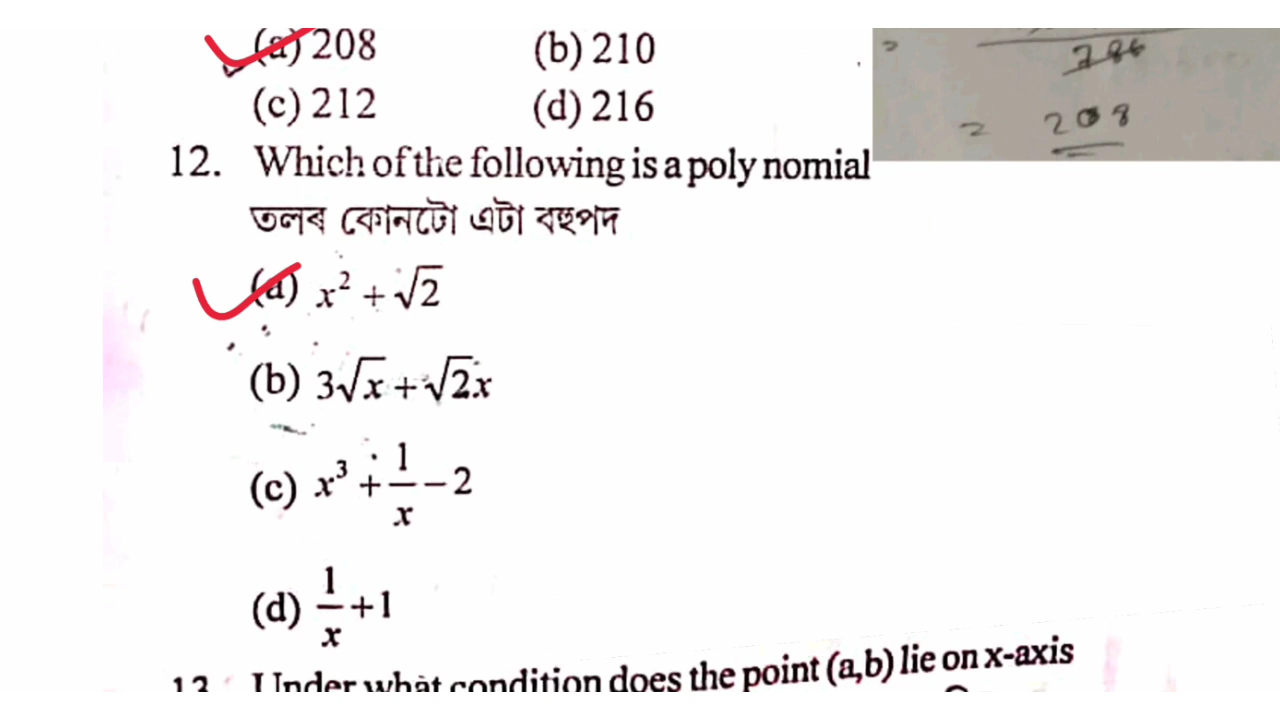 (a) 208 (b) 210
(c) 212 (d) 216
= 786
= 208
12. Which of the following is a poly nomial
তলৰ কোনটো এটা বহুপদ
(a) x² + √2
(b) 3√x + √2x
(c) x³ + 1/x − 2
(d) 1/x + 1
13. Under what condition does the point (a,b) lie on x-axis